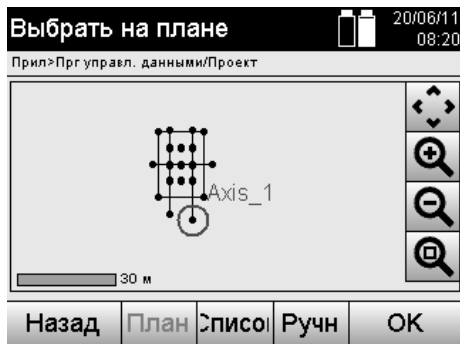 Выбрать на плане
20/06/11
08:20
Прил>Прг управл. данными/Проект
Axis_1
30 м
Назад План Список Ручн OK